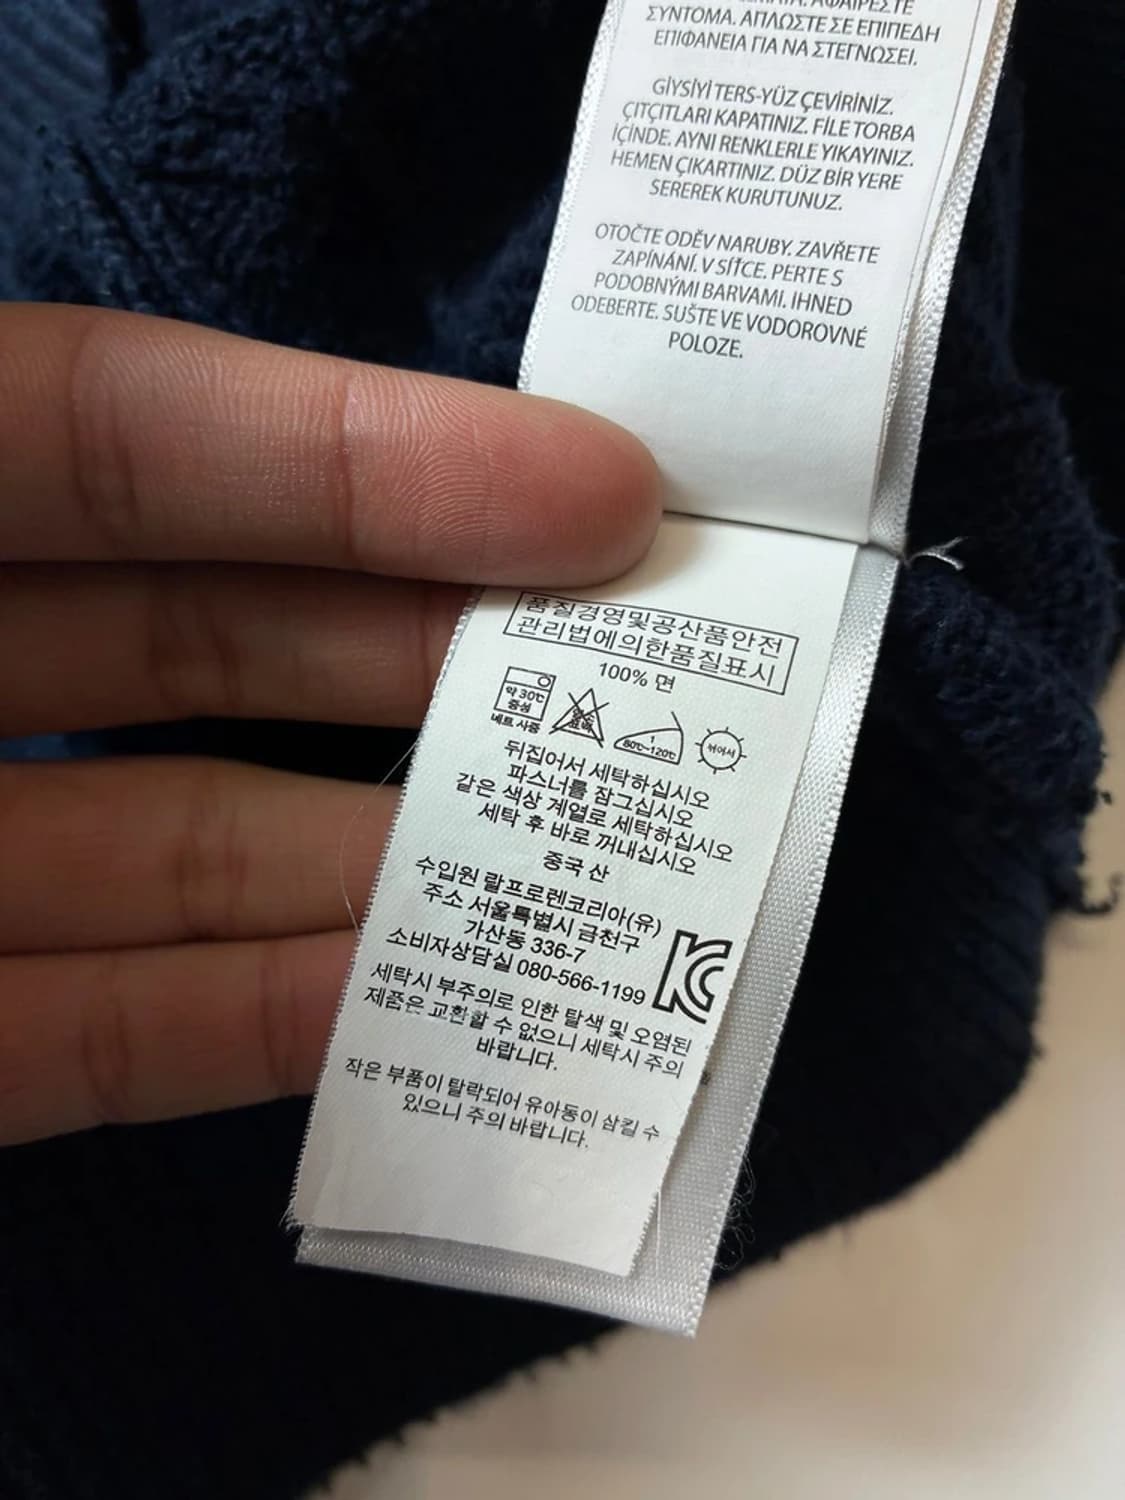 ΑΦΑΙΡΕΣΤΕ
ΣΥΝΤΟΜΑ. ΑΠΛΩΣΤΕ ΣΕ ΕΠΙΠΕΔΗ
ΕΠΙΦΑΝΕΙΑ ΓΙΑ ΝΑ ΣΤΕΓΝΩΣΕΙ.
GİYSİYİ TERS-YÜZ ÇEVİRİNİZ.
ÇITÇITLARI KAPATINIZ. FİLE TORBA
İÇİNDE. AYNI RENKLERLE YIKAYINIZ.
HEMEN ÇIKARTINIZ. DÜZ BİR YERE
SEREREK KURUTUNUZ.
OTOČTE ODĚV NARUBY. ZAVŘETE
ZAPÍNÁNÍ. V SÍŤCE. PERTE S
PODOBNÝMI BARVAMI. IHNED
ODEBERTE. SUŠTE VE VODOROVNÉ
POLOZE.
품질경영및공산품안전
관리법에의한품질표시
100% 면
약 30℃
중성
네트 사용
염소
표백
1
80℃~120℃
뉘어서
뒤집어서 세탁하십시오
파스너를 잠그십시오
같은 색상 계열로 세탁하십시오
세탁 후 바로 꺼내십시오
중국 산
수입원 랄프로렌코리아(유)
주소 서울특별시 금천구
가산동 336-7
소비자상담실 080-566-1199
KC
세탁시 부주의로 인한 탈색 및 오염된
제품은 교환할 수 없으니 세탁시 주의
바랍니다.
작은 부품이 탈락되어 유아동이 삼킬 수
있으니 주의 바랍니다.